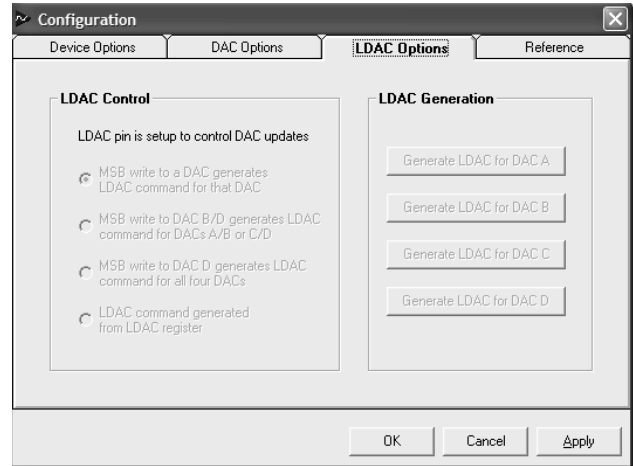 Configuration
Device Options
DAC Options
LDAC Options
Reference
LDAC Control
LDAC pin is setup to control DAC updates
MSB write to a DAC generates
LDAC command for that DAC
MSB write to DAC B/D generates LDAC
command for DACs A/B or C/D
MSB write to DAC D generates LDAC
command for all four DACs
LDAC command generated
from LDAC register
LDAC Generation
Generate LDAC for DAC A
Generate LDAC for DAC B
Generate LDAC for DAC C
Generate LDAC for DAC D
OK
Cancel
Apply